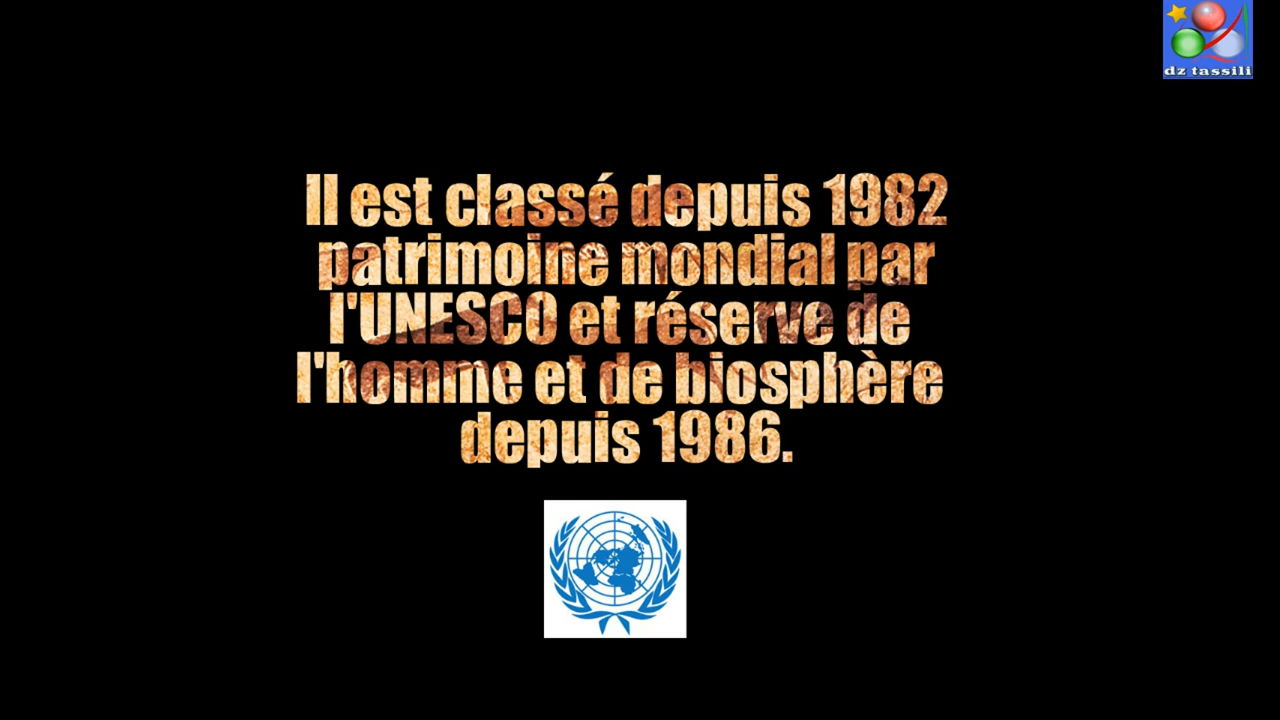 dz tassili
Il est classé depuis 1982
patrimoine mondial par
l'UNESCO et réserve de
l'homme et de biosphère
depuis 1986.